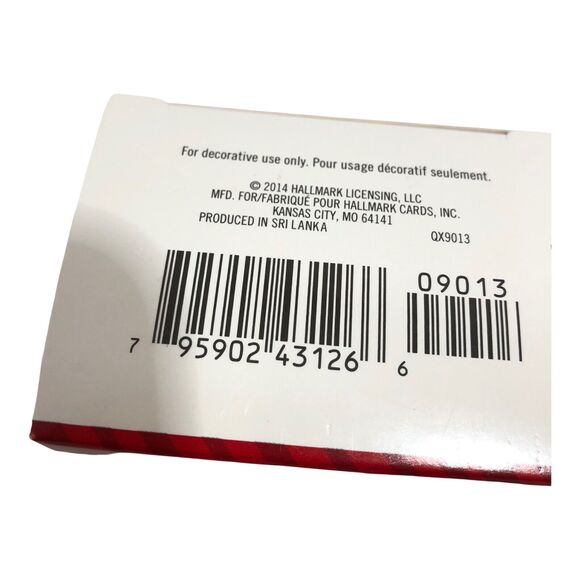 For decorative use only. Pour usage décoratif seulement.
© 2014 HALLMARK LICENSING, LLC
MFD. FOR/FABRIQUÉ POUR HALLMARK CARDS, INC.
KANSAS CITY, MO 64141
PRODUCED IN SRI LANKA QX9013
09013
7 95902 43126 6